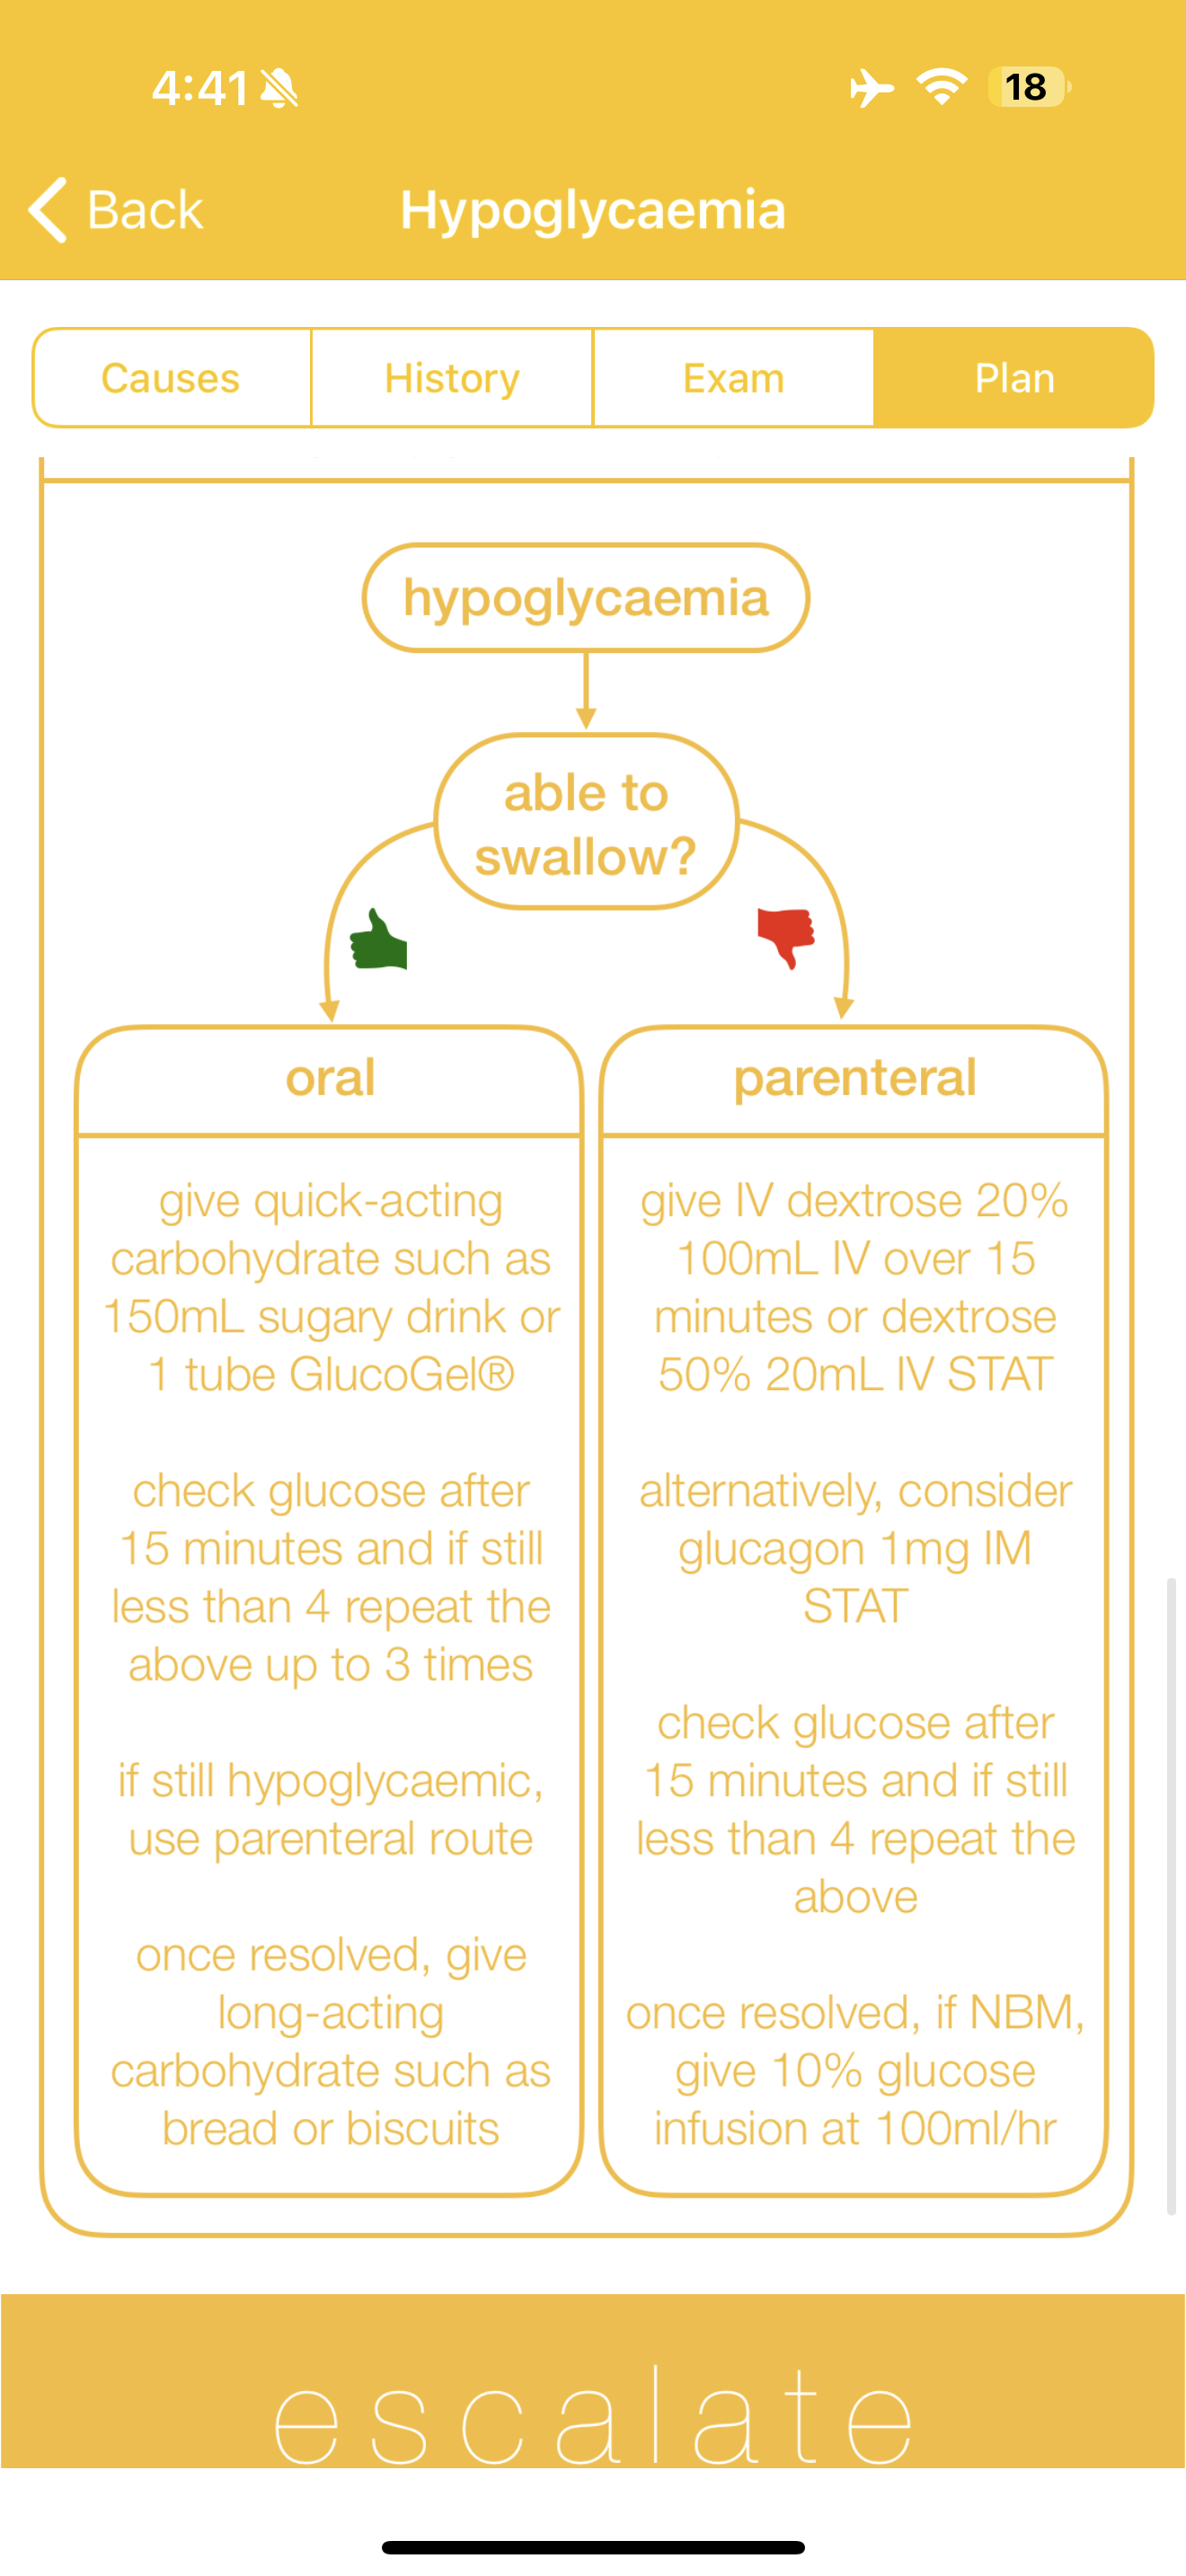 4:41
18
Back
Hypoglycaemia
Causes
History
Exam
Plan
hypoglycaemia
able to
swallow?
oral
give quick-acting
carbohydrate such as
150mL sugary drink or
1 tube GlucoGel®
check glucose after
15 minutes and if still
less than 4 repeat the
above up to 3 times
if still hypoglycaemic,
use parenteral route
once resolved, give
long-acting
carbohydrate such as
bread or biscuits
parenteral
give IV dextrose 20%
100mL IV over 15
minutes or dextrose
50% 20mL IV STAT
alternatively, consider
glucagon 1mg IM
STAT
check glucose after
15 minutes and if still
less than 4 repeat the
above
once resolved, if NBM,
give 10% glucose
infusion at 100ml/hr
escalate